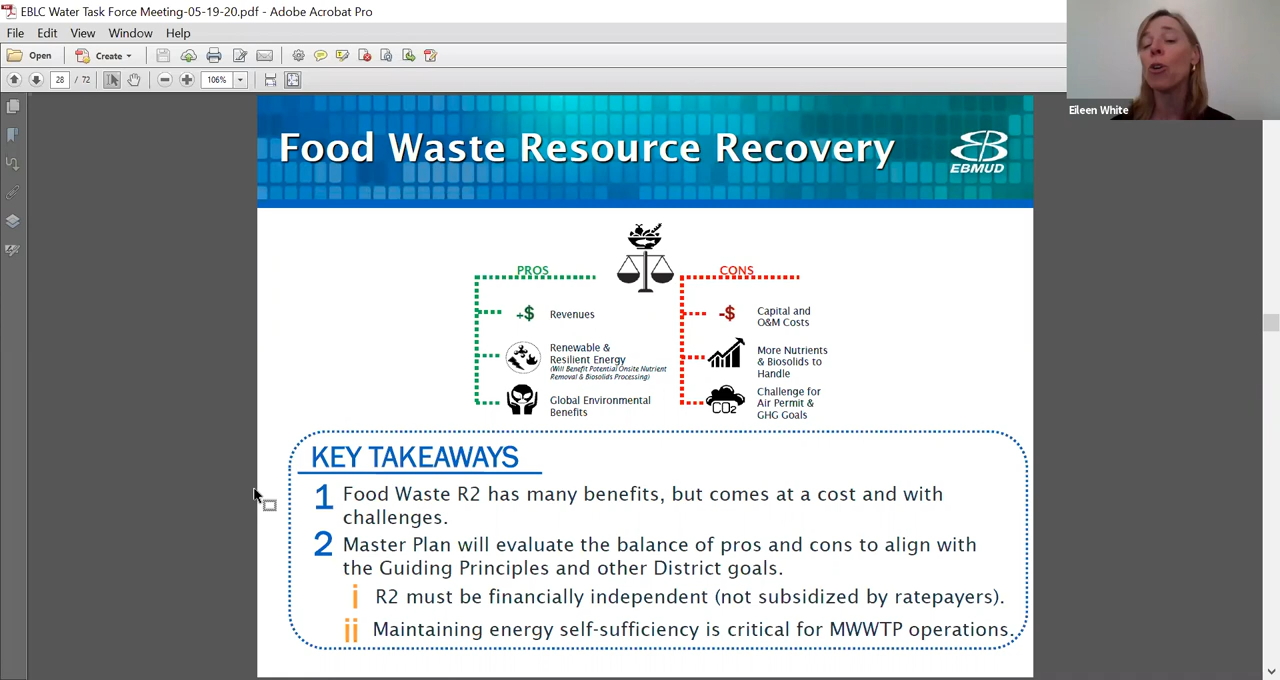 EBLC Water Task Force Meeting-05-19-20.pdf - Adobe Acrobat Pro
File Edit View Window Help
Open Create
28 / 72 106%
Eileen White
Food Waste Resource Recovery
EBMUD
PROS
+$ Revenues
Renewable &
Resilient Energy
(Will Benefit Potential Onsite Nutrient
Removal & Biosolids Processing)
Global Environmental
Benefits
CONS
-$ Capital and
O&M Costs
More Nutrients
& Biosolids to
Handle
CO2 Challenge for
Air Permit &
GHG Goals
KEY TAKEAWAYS
1 Food Waste R2 has many benefits, but comes at a cost and with
challenges.
2 Master Plan will evaluate the balance of pros and cons to align with
the Guiding Principles and other District goals.
i R2 must be financially independent (not subsidized by ratepayers).
ii Maintaining energy self-sufficiency is critical for MWWTP operations.